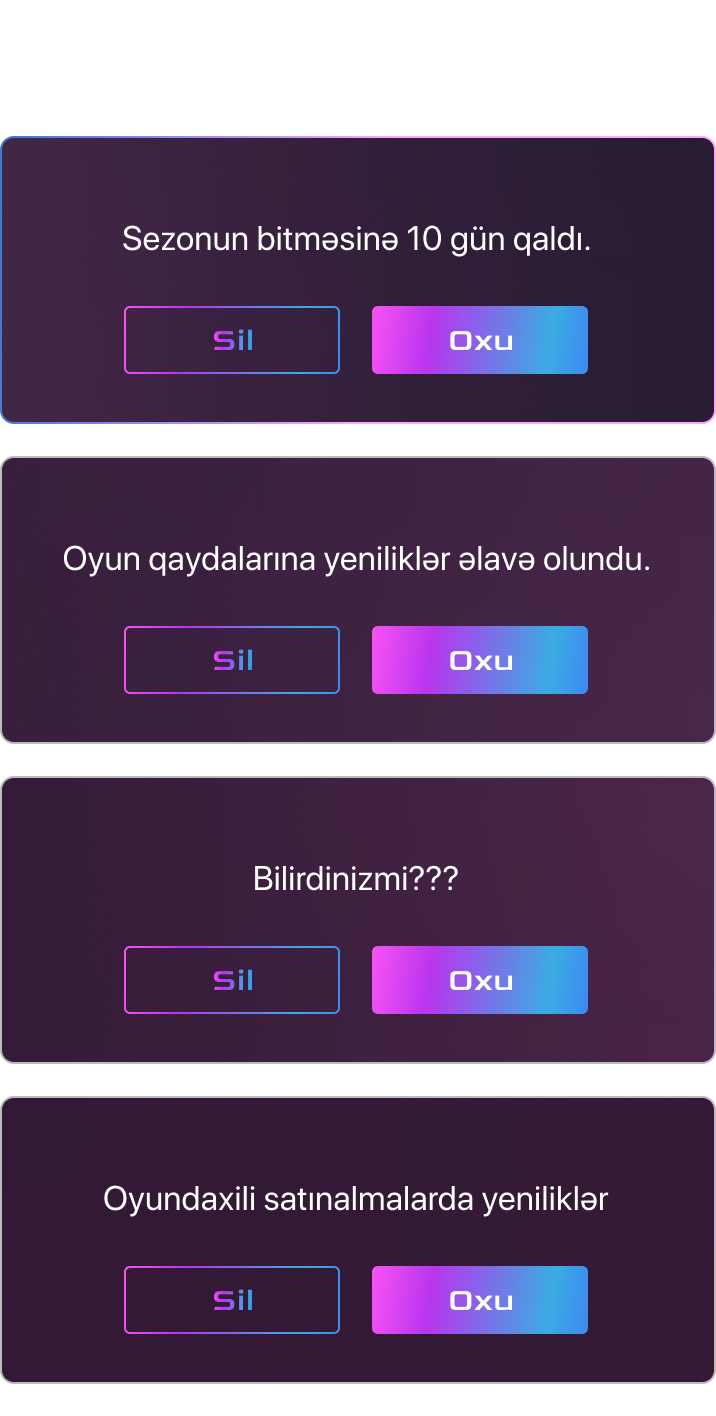 Sezonun bitməsinə 10 gün qaldı.
Sil Oxu
Oyun qaydalarına yeniliklər əlavə olundu.
Sil Oxu
Bilirdinizmi???
Sil Oxu
Oyundaxili satınalmalarda yeniliklər
Sil Oxu